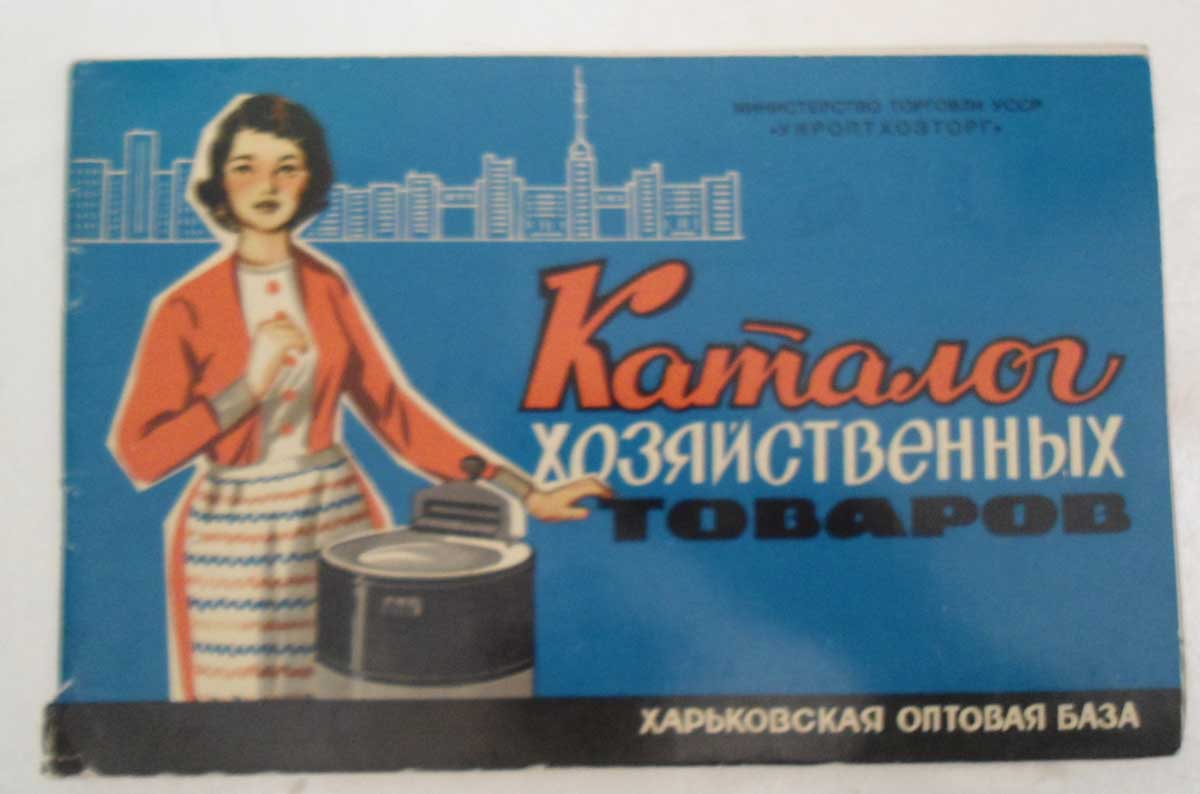 МИНИСТЕРСТВО ТОРГОВЛИ УССР
«УКРОПТХОЗТОРГ»
Каталог
ХОЗЯЙСТВЕННЫХ
ТОВАРОВ
ХАРЬКОВСКАЯ ОПТОВАЯ БАЗА